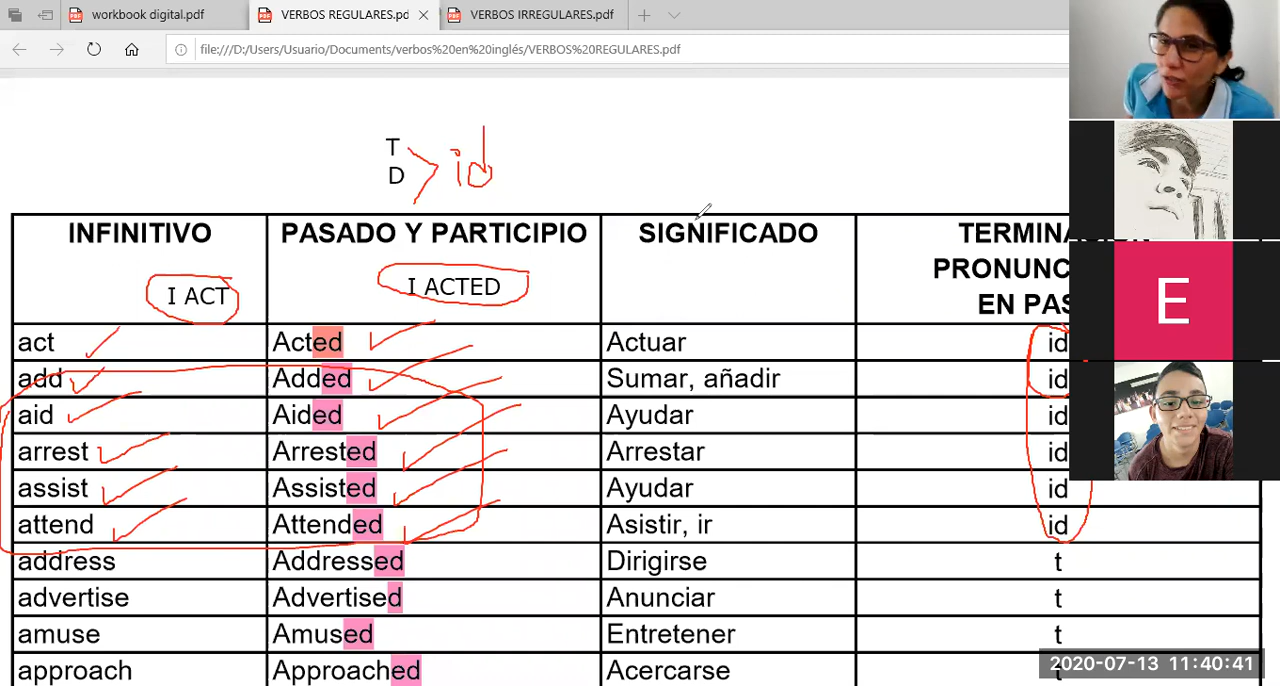 workbook digital.pdf
VERBOS REGULARES.pd
VERBOS IRREGULARES.pdf
file:///D:/Users/Usuario/Documents/verbos%20en%20inglés/VERBOS%20REGULARES.pdf
T
D
id
INFINITIVO PASADO Y PARTICIPIO SIGNIFICADO
I ACT I ACTED
act Acted Actuar id
add Added Sumar, añadir id
aid Aided Ayudar id
arrest Arrested Arrestar id
assist Assisted Ayudar id
attend Attended Asistir, ir id
address Addressed Dirigirse t
advertise Advertised Anunciar t
amuse Amused Entretener t
approach Approached Acercarse
E
EN
2020-07-13 11:40:41